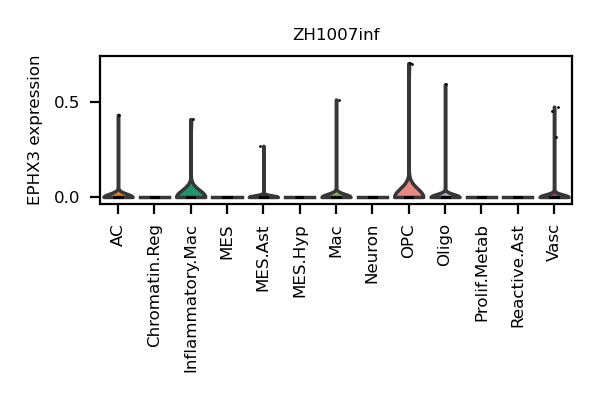 ZH1007inf
EPHX3 expression
0.5
0.0
AC
Chromatin.Reg
Inflammatory.Mac
MES
MES.Ast
MES.Hyp
Mac
Neuron
OPC
Oligo
Prolif.Metab
Reactive.Ast
Vasc